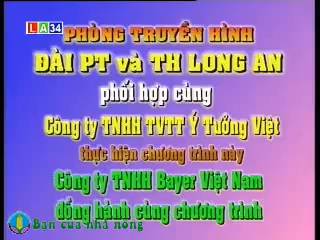 LA34
PHÒNG TRUYỀN HÌNH
ĐÀI PT và TH LONG AN
phối hợp cùng
Công ty TNHH TVTT Ý Tưởng Việt
thực hiện chương trình này
Công ty TNHH Bayer Việt Nam
đồng hành cùng chương trình
Bạn của nhà nông